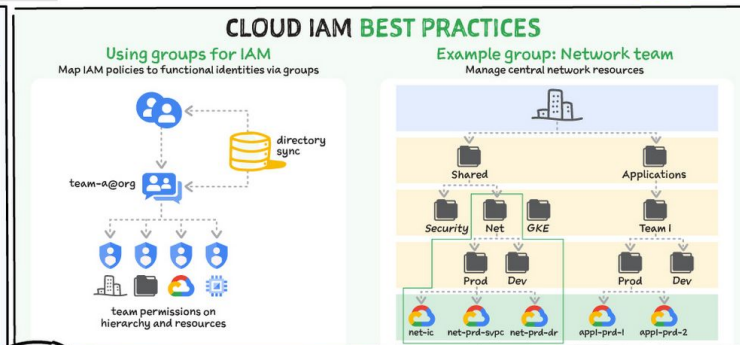 CLOUD IAM BEST PRACTICES
Using groups for IAM
Map IAM policies to functional identities via groups
directory
sync
team-a@org
team permissions on
hierarchy and resources
Example group: Network team
Manage central network resources
Shared
Applications
Security
Net
GKE
Team 1
Prod
Dev
Prod
Dev
net-ic
net-prd-svpc
net-prd-dr
appl-prd-1
appl-prd-2